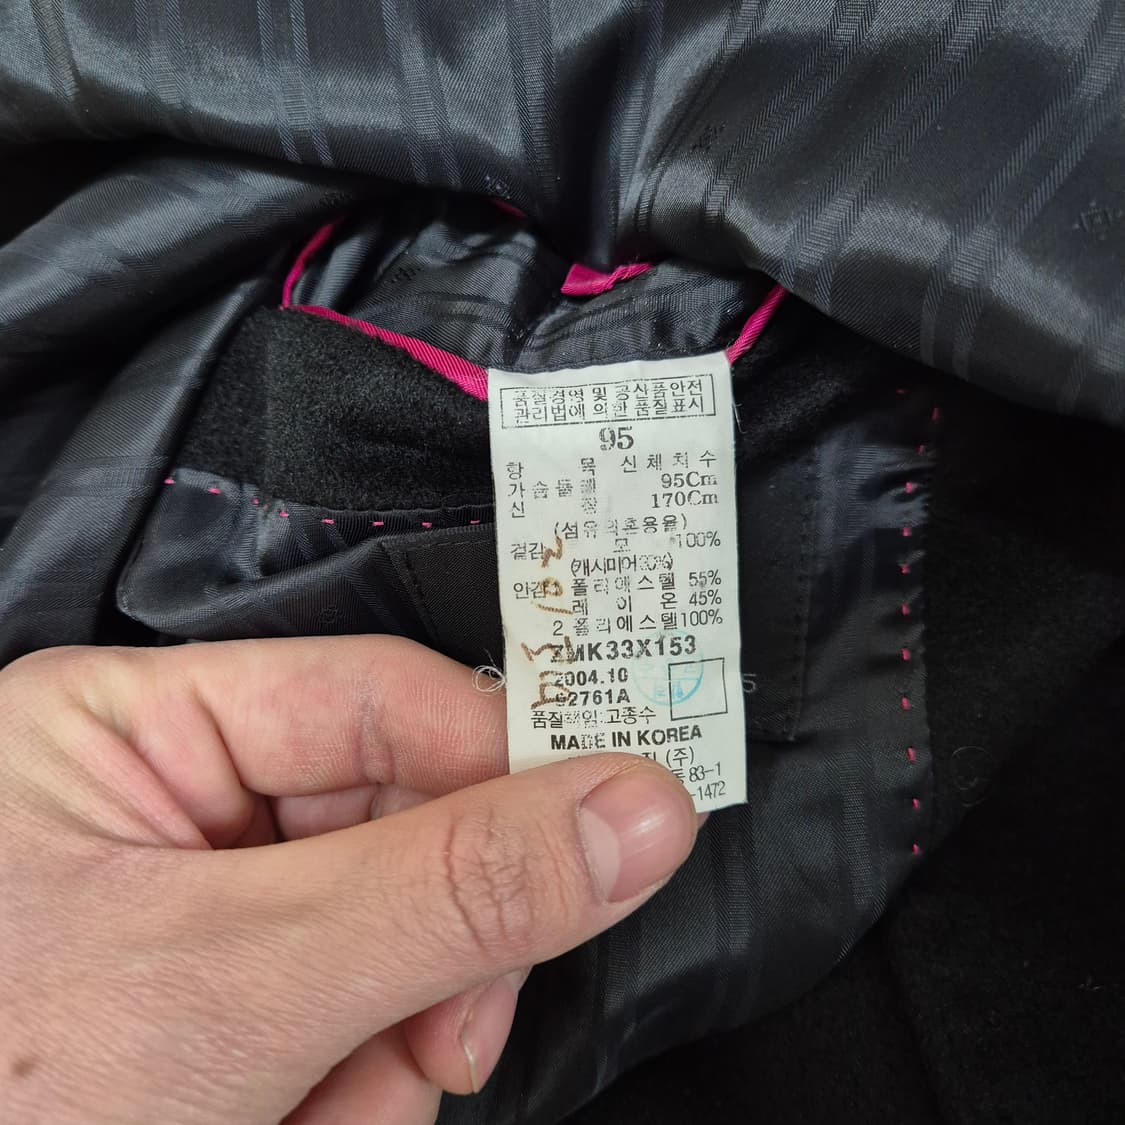 품질경영 및 공산품안전
관리법에 의한 품질표시
95
항 목 신체치수
가슴둘레 95Cm
신 장 170Cm
(섬유의혼용율)
겉감 모 100%
(캐시미어
안감 폴리에스텔 55%
레이온 45%
2 폴리에스텔100%
ZMK33X153
2004.10
품질책임:고종수
MADE IN KOREA
(주)
83-1
-1472
S